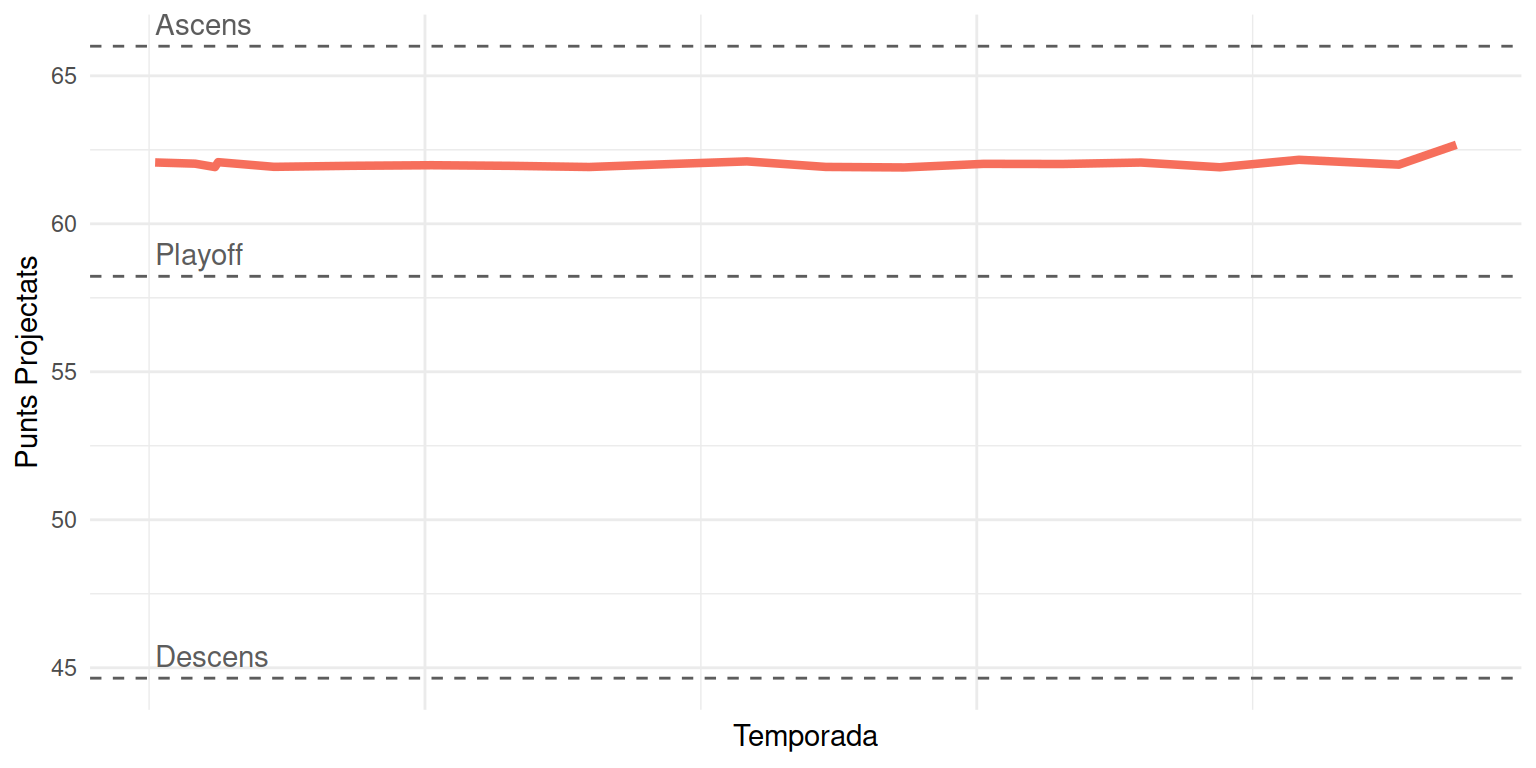 Ascens
65
60
Playoff
Punts Projectats
55
50
Descens
45
Temporada